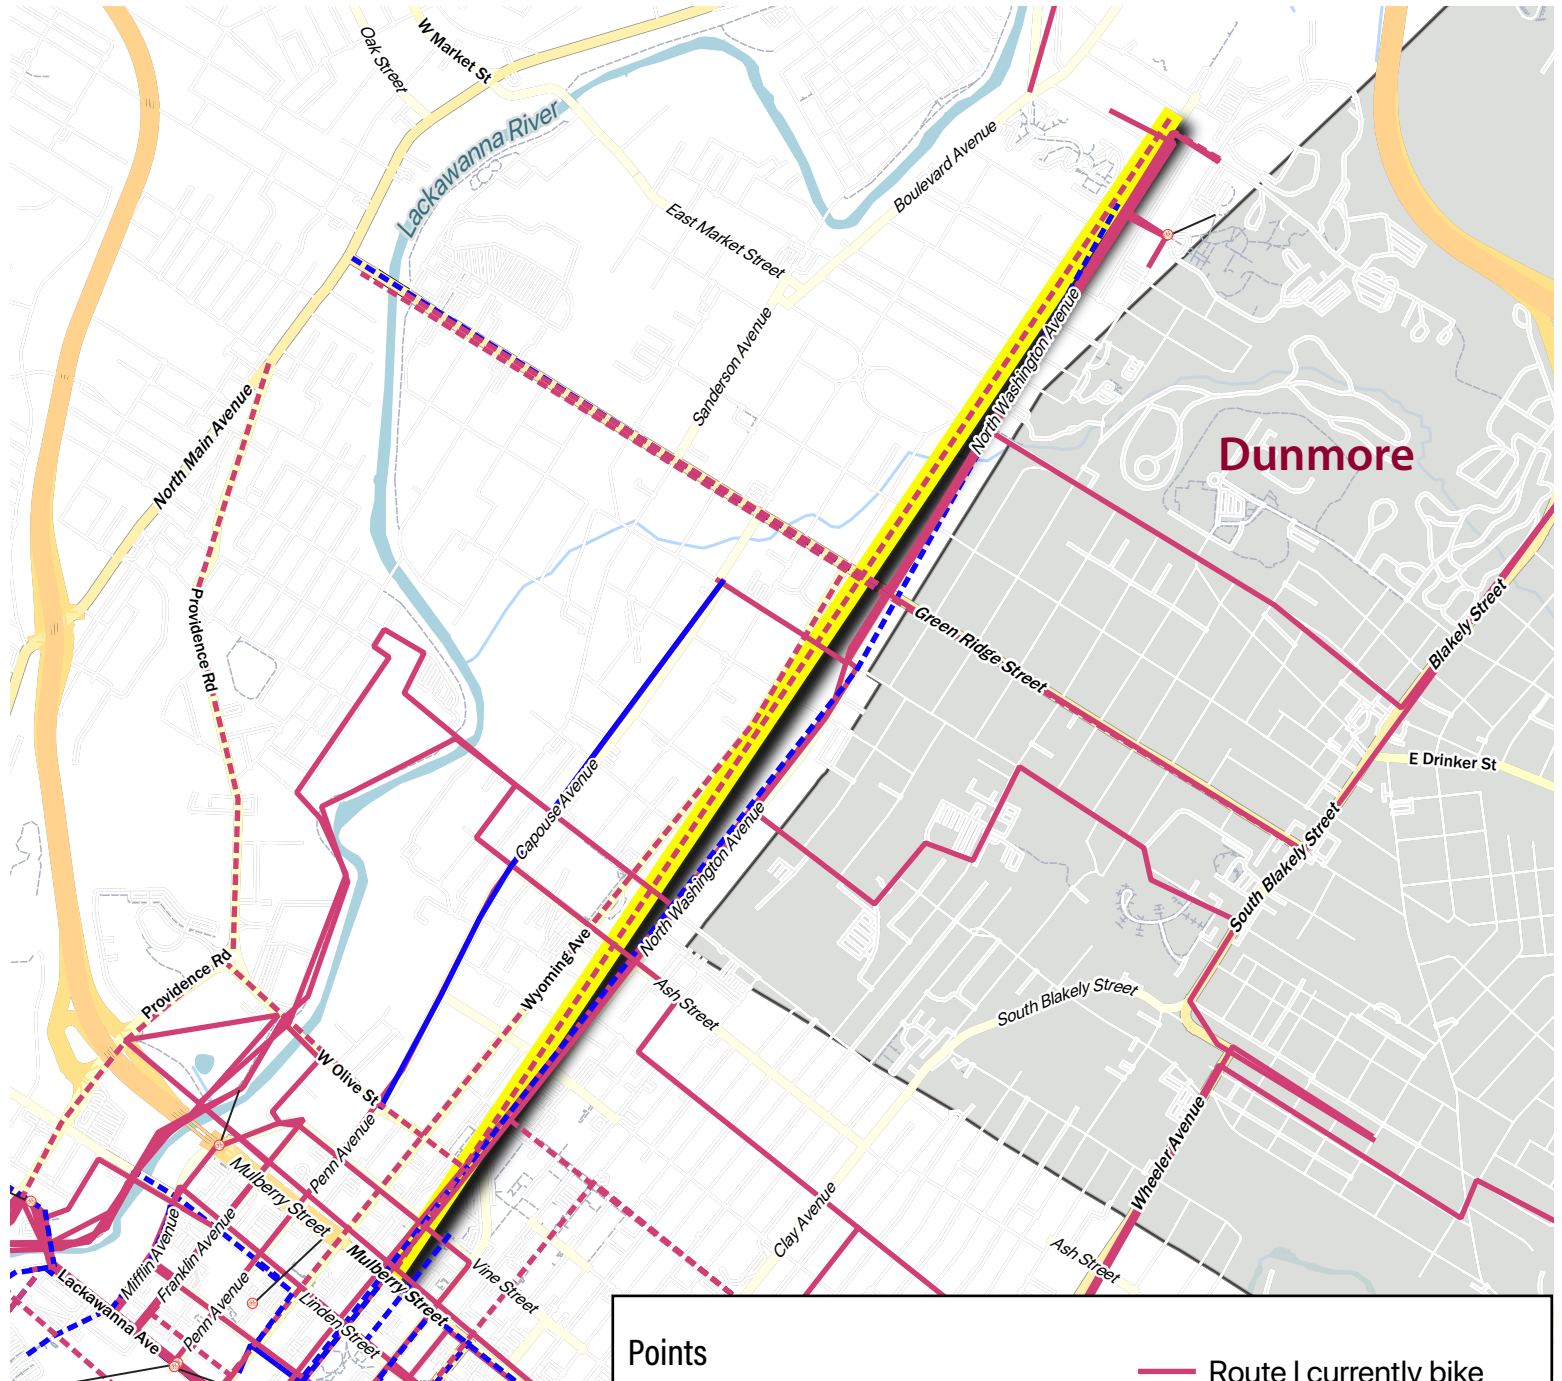 W Market St
Oak Street
Lackawanna River
Boulevard Avenue
East Market Street
Sanderson Avenue
North Washington Avenue
North Main Avenue
Dunmore
Providence Rd
Green Ridge Street
Blakely Street
E Drinker St
Capouse Avenue
North Washington Avenue
South Blakely Street
Wyoming Ave
Providence Rd
Ash Street
South Blakely Street
W Olive St
Penn Avenue
Wheeler Avenue
Mulberry Street
Clay Avenue
Mifflin Avenue
Franklin Avenue
Ash Street
Mulberry Street
Vine Street
Lackawanna Ave
Penn Avenue
Linden Street
Points
Route I currently bike